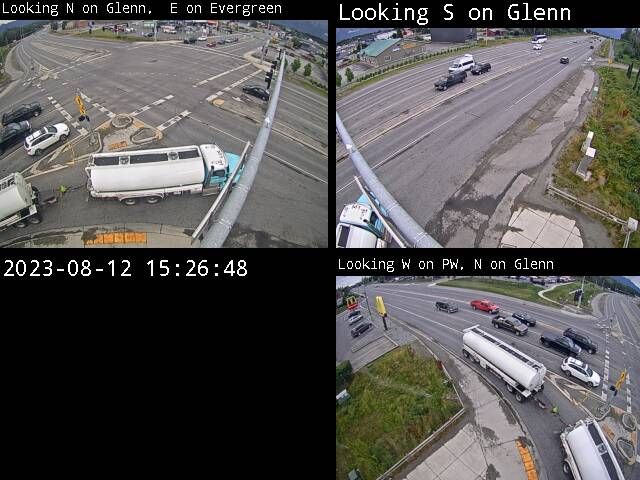 Looking N on Glenn, E on Evergreen
Looking S on Glenn
2023-08-12 15:26:48
Looking W on PW, N on Glenn